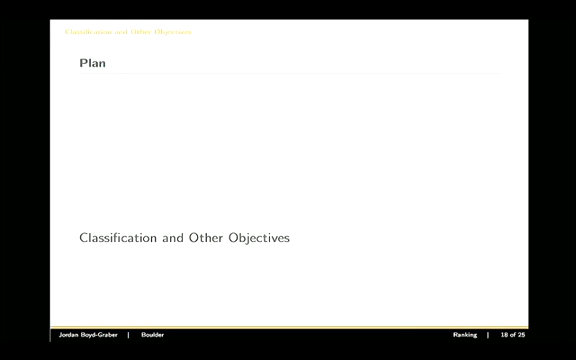 Classification and Other Objectives
Plan
Classification and Other Objectives
Jordan Boyd-Graber | Boulder Ranking | 18 of 25